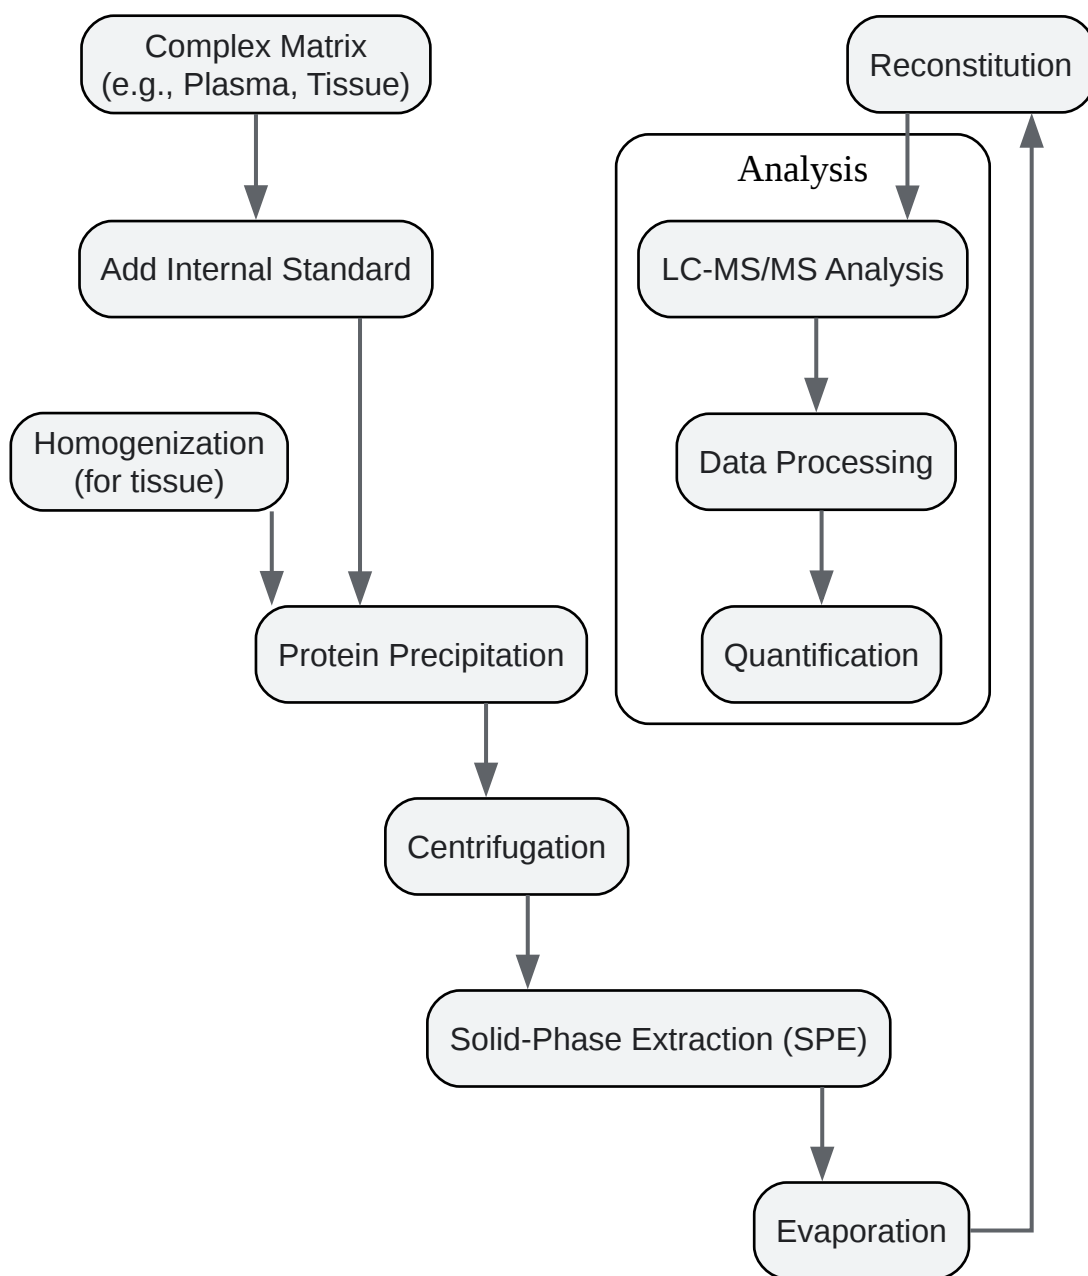 Complex Matrix
(e.g., Plasma, Tissue)
Add Internal Standard
Homogenization
(for tissue)
Protein Precipitation
Centrifugation
Solid-Phase Extraction (SPE)
Evaporation
Reconstitution
Analysis
LC-MS/MS Analysis
Data Processing
Quantification